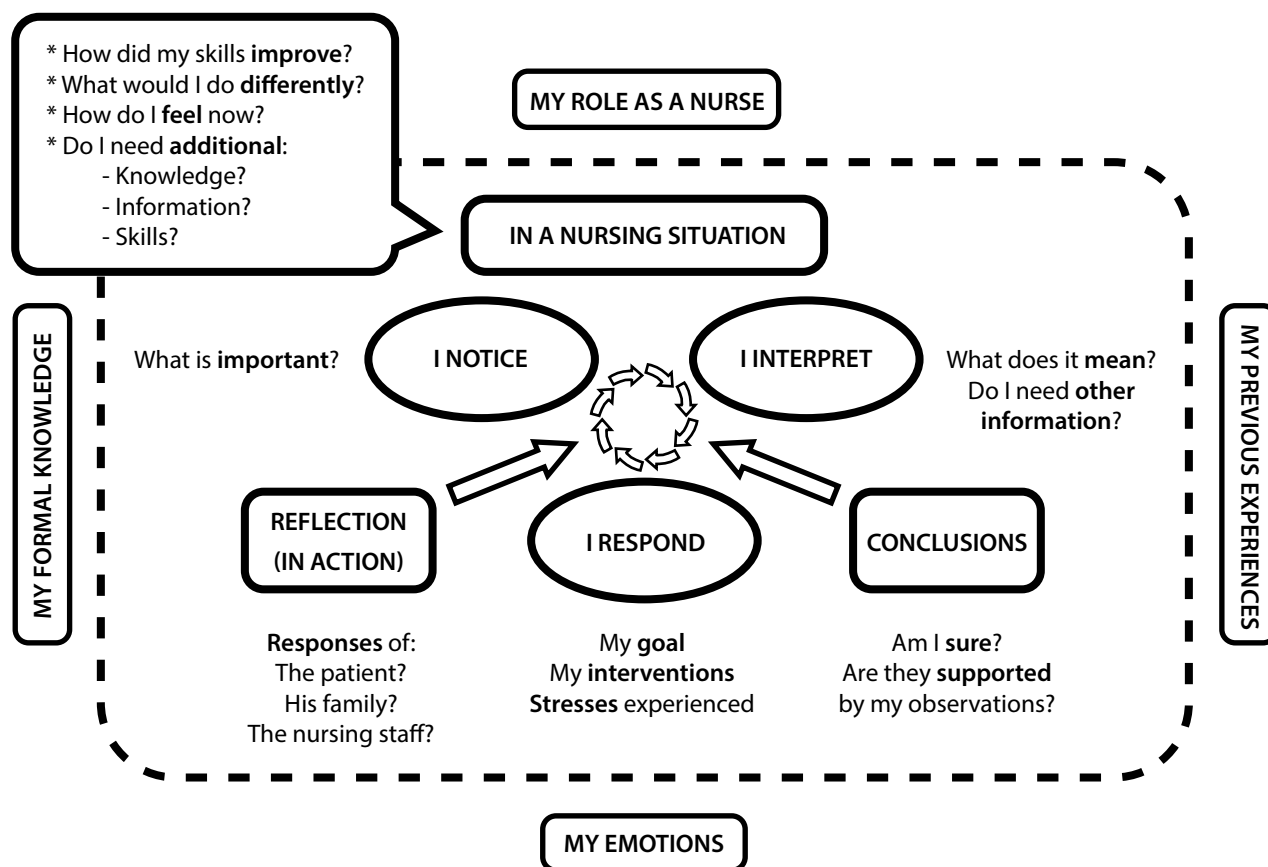 * How did my skills improve?
* What would I do differently?
* How do I feel now?
* Do I need additional:
- Knowledge?
- Information?
- Skills?
MY ROLE AS A NURSE
IN A NURSING SITUATION
MY FORMAL KNOWLEDGE
What is important?
I NOTICE
I INTERPRET
What does it mean?
Do I need other
information?
MY PREVIOUS EXPERIENCES
REFLECTION
(IN ACTION)
I RESPOND
CONCLUSIONS
Responses of:
The patient?
His family?
The nursing staff?
My goal
My interventions
Stresses experienced
Am I sure?
Are they supported
by my observations?
MY EMOTIONS